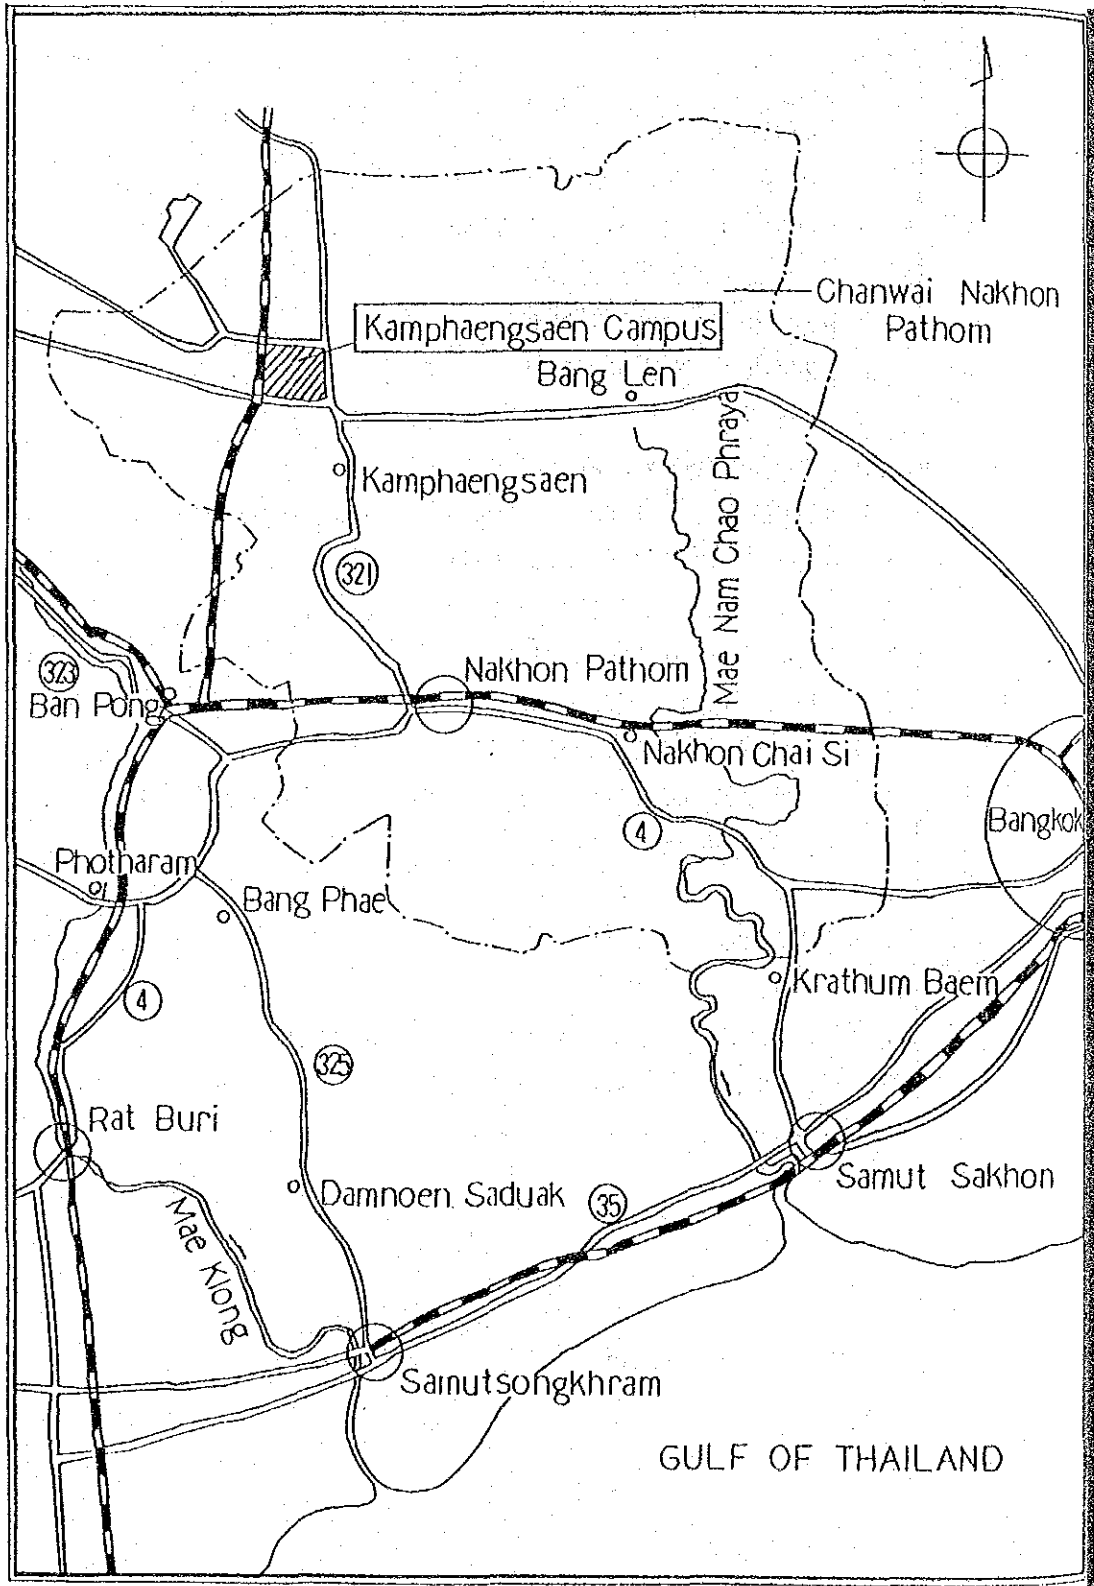 Chanwai Nakhon
Pathom
Kamphaengsaen Campus
Bang Len
Mae Nam Chao Phraya
Kamphaengsaen
321
323
Ban Pong
Nakhon Pathom
Nakhon Chai Si
4
Bangkok
Photharam
Bang Phae
4
Krathum Baem
325
Rat Buri
Damnoen Saduak
35
Samut Sakhon
Mae Klong
Samutsongkhram
GULF OF THAILAND